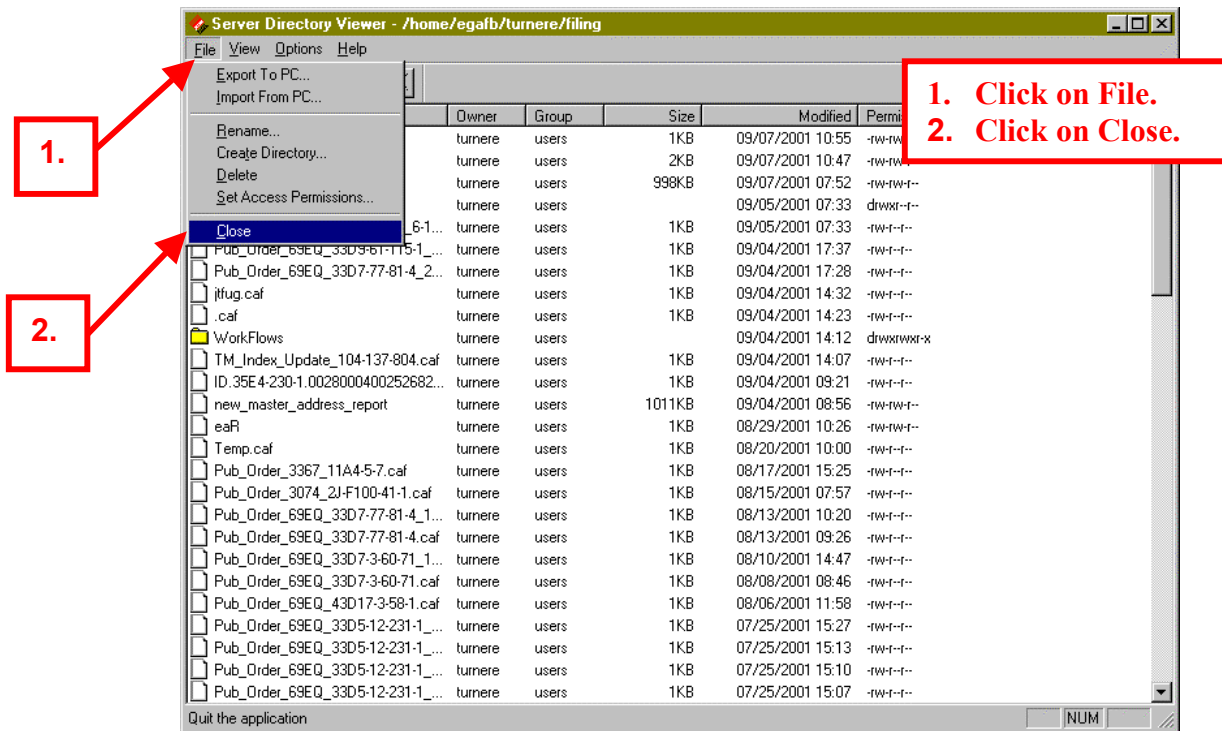 Server Directory Viewer - /home/egafb/turnere/filing
File View Options Help
Export To PC...
Import From PC...
Rename...
Create Directory...
Delete
Set Access Permissions...
Close
1.
2.
1. Click on File.
2. Click on Close.
Owner Group Size Modified
turnere users 1KB 09/07/2001 10:55
turnere users 2KB 09/07/2001 10:47
turnere users 998KB 09/07/2001 07:52 -rw-rw-r--
turnere users 09/05/2001 07:33 drwxr--r--
_6-1... turnere users 1KB 09/05/2001 07:33 -rw-r--r--
Pub_Order_69EQ_33D9-61-115-1_... turnere users 1KB 09/04/2001 17:37 -rw-r--r--
Pub_Order_69EQ_33D7-77-81-4_2... turnere users 1KB 09/04/2001 17:28 -rw-r--r--
jtfug.caf turnere users 1KB 09/04/2001 14:32 -rw-r--r--
.caf turnere users 1KB 09/04/2001 14:23 -rw-r--r--
WorkFlows turnere users 09/04/2001 14:12 drwxrwxr-x
TM_Index_Update_104-137-804.caf turnere users 1KB 09/04/2001 14:07 -rw-r--r--
ID.35E4-230-1.0028000400252682... turnere users 1KB 09/04/2001 09:21 -rw-r--r--
new_master_address_report turnere users 1011KB 09/04/2001 08:56 -rw-rw-r--
eaR turnere users 1KB 08/29/2001 10:26 -rw-rw-r--
Temp.caf turnere users 1KB 08/20/2001 10:00 -rw-r--r--
Pub_Order_3367_11A4-5-7.caf turnere users 1KB 08/17/2001 15:25 -rw-r--r--
Pub_Order_3074_2J-F100-41-1.caf turnere users 1KB 08/15/2001 07:57 -rw-r--r--
Pub_Order_69EQ_33D7-77-81-4_1... turnere users 1KB 08/13/2001 10:20 -rw-r--r--
Pub_Order_69EQ_33D7-77-81-4.caf turnere users 1KB 08/13/2001 09:26 -rw-r--r--
Pub_Order_69EQ_33D7-3-60-71_1... turnere users 1KB 08/10/2001 14:47 -rw-r--r--
Pub_Order_69EQ_33D7-3-60-71.caf turnere users 1KB 08/08/2001 08:46 -rw-r--r--
Pub_Order_69EQ_43D17-3-58-1.caf turnere users 1KB 08/06/2001 11:58 -rw-r--r--
Pub_Order_69EQ_33D5-12-231-1_... turnere users 1KB 07/25/2001 15:27 -rw-r--r--
Pub_Order_69EQ_33D5-12-231-1_... turnere users 1KB 07/25/2001 15:13 -rw-r--r--
Pub_Order_69EQ_33D5-12-231-1_... turnere users 1KB 07/25/2001 15:10 -rw-r--r--
Pub_Order_69EQ_33D5-12-231-1_... turnere users 1KB 07/25/2001 15:07 -rw-r--r--
Quit the application NUM